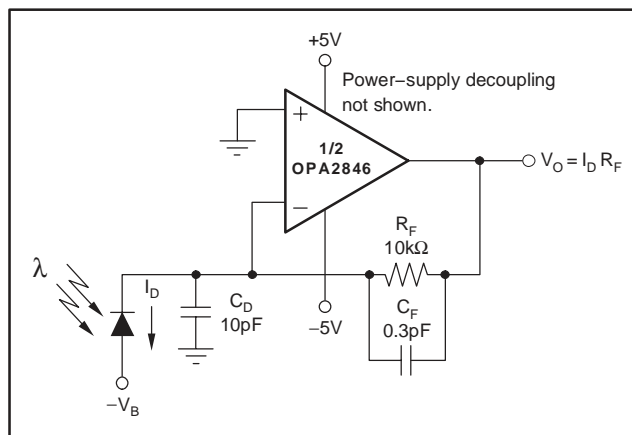 +5V
Power−supply decoupling
not shown.
+
1/2
OPA2846
−
V_O = I_D R_F
R_F
10kΩ
λ
I_D
C_D
10pF
−5V
C_F
0.3pF
−V_B